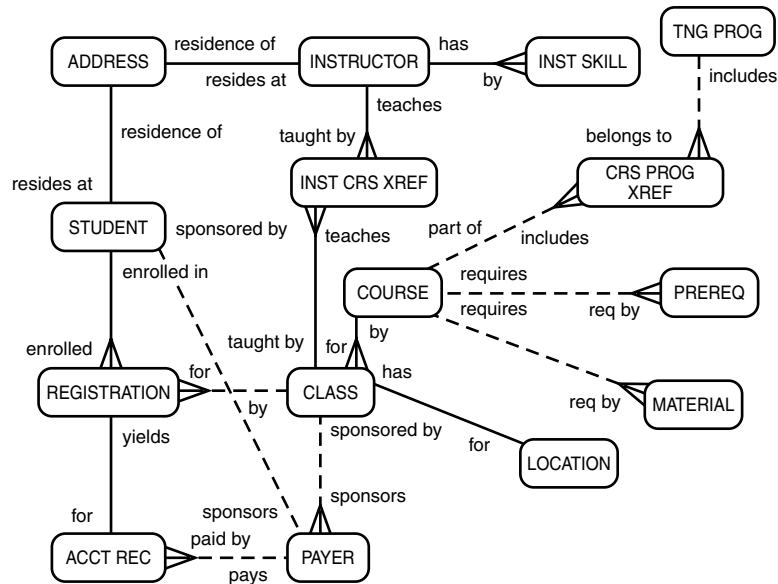 TNG PROG
residence of
has
ADDRESS
INSTRUCTOR
INST SKILL
resides at
by
includes
teaches
residence of
taught by
belongs to
INST CRS XREF
CRS PROG
XREF
resides at
STUDENT
sponsored by
teaches
part of
includes
enrolled in
requires
COURSE
PREREQ
requires
req by
by
taught by
for
enrolled
for
has
REGISTRATION
CLASS
MATERIAL
by
req by
yields
sponsored by
for
LOCATION
sponsors
sponsors
for
paid by
ACCT REC
PAYER
pays